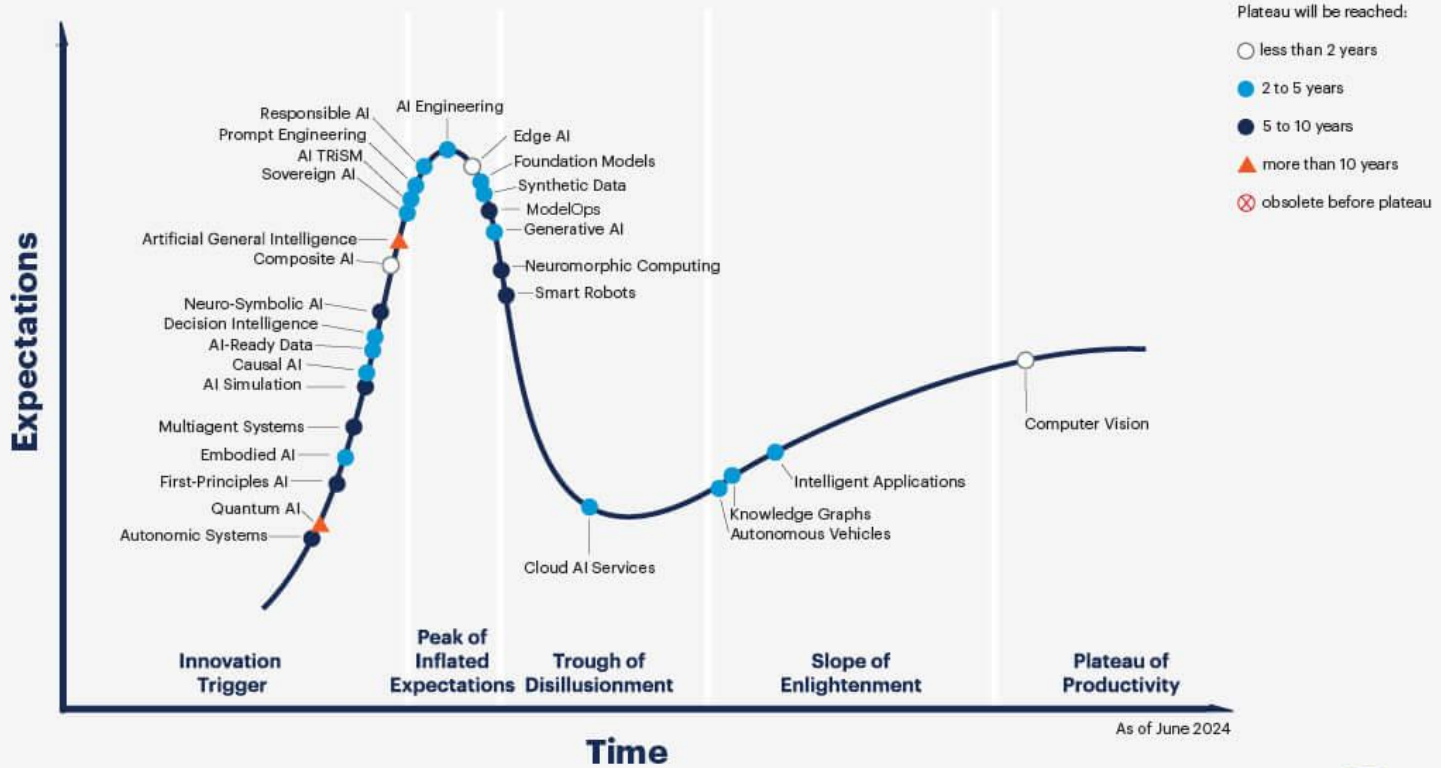 Plateau will be reached:
less than 2 years
2 to 5 years
5 to 10 years
more than 10 years
obsolete before plateau
Expectations
AI Engineering
Responsible AI
Prompt Engineering
AI TRiSM
Sovereign AI
Artificial General Intelligence
Composite AI
Neuro-Symbolic AI
Decision Intelligence
AI-Ready Data
Causal AI
AI Simulation
Multiagent Systems
Embodied AI
First-Principles AI
Quantum AI
Autonomic Systems
Edge AI
Foundation Models
Synthetic Data
ModelOps
Generative AI
Neuromorphic Computing
Smart Robots
Cloud AI Services
Autonomous Vehicles
Knowledge Graphs
Intelligent Applications
Computer Vision
Innovation
Trigger
Peak of
Inflated
Expectations
Trough of
Disillusionment
Slope of
Enlightenment
Plateau of
Productivity
As of June 2024
Time